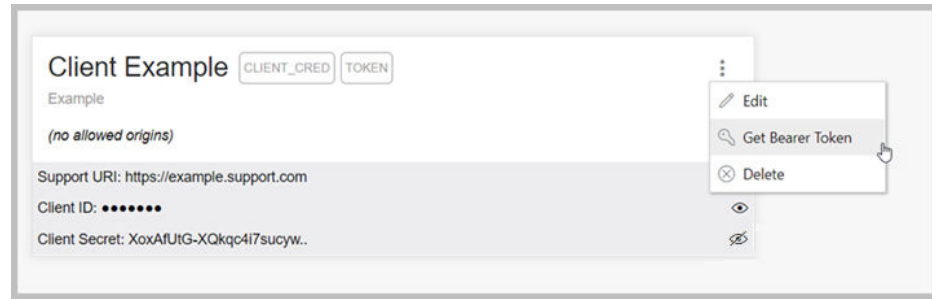 Client Example CLIENT_CRED TOKEN
Example
(no allowed origins)
Edit
Get Bearer Token
Delete
Support URI: https://example.support.com
Client ID: ●●●●●●●
Client Secret: XoxAfUtG-XQkqc4i7sucyw..